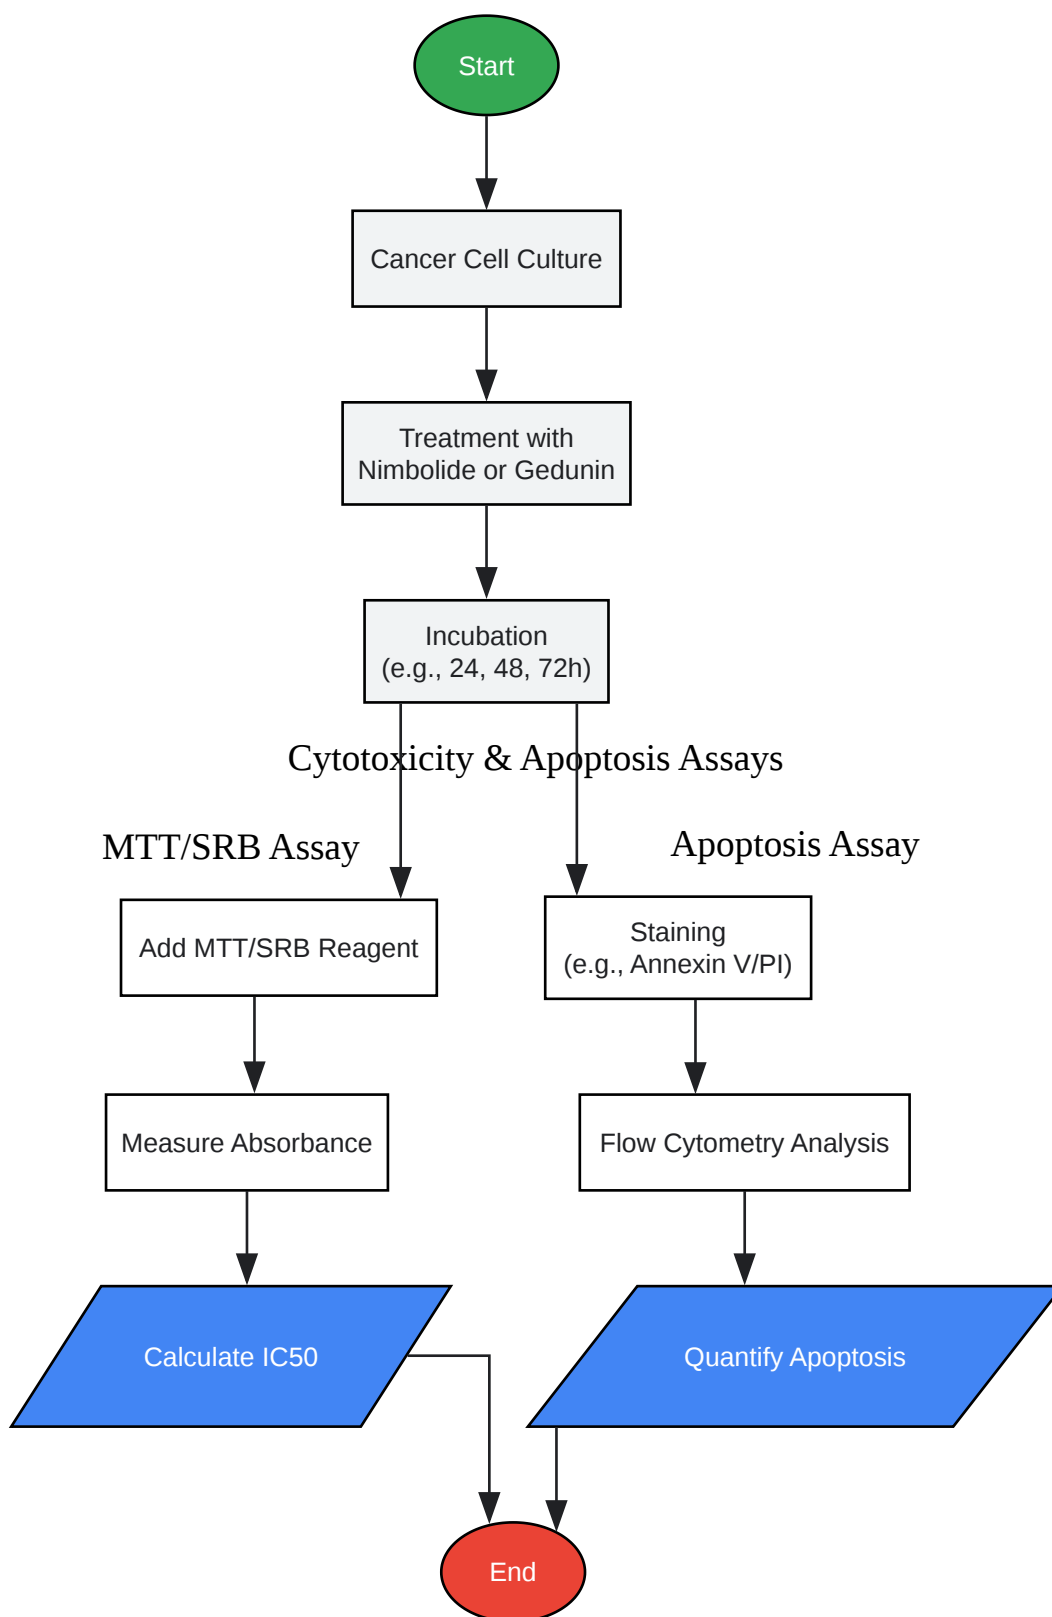 Start
Cancer Cell Culture
Treatment with
Nimbolide or Gedunin
Incubation
(e.g., 24, 48, 72h)
Cytotoxicity & Apoptosis Assays
MTT/SRB Assay
Apoptosis Assay
Add MTT/SRB Reagent
Staining
(e.g., Annexin V/PI)
Measure Absorbance
Flow Cytometry Analysis
Calculate IC50
Quantify Apoptosis
End